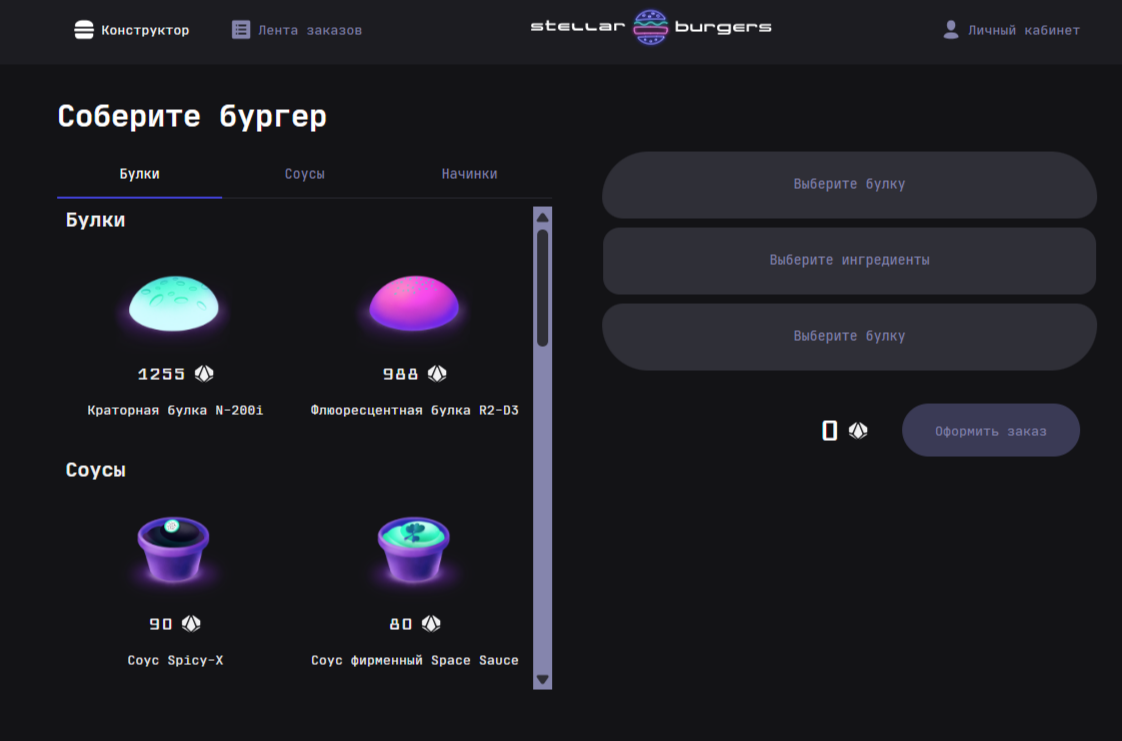 Конструктор
Лента заказов
stellar burgers
Личный кабинет
Соберите бургер
Булки
Соусы
Начинки
Булки
1255
988
Краторная булка N-200i
Флюоресцентная булка R2-D3
Соусы
90
80
Соус Spicy-X
Соус фирменный Space Sauce
Выберите булку
Выберите ингредиенты
Выберите булку
0
Оформить заказ